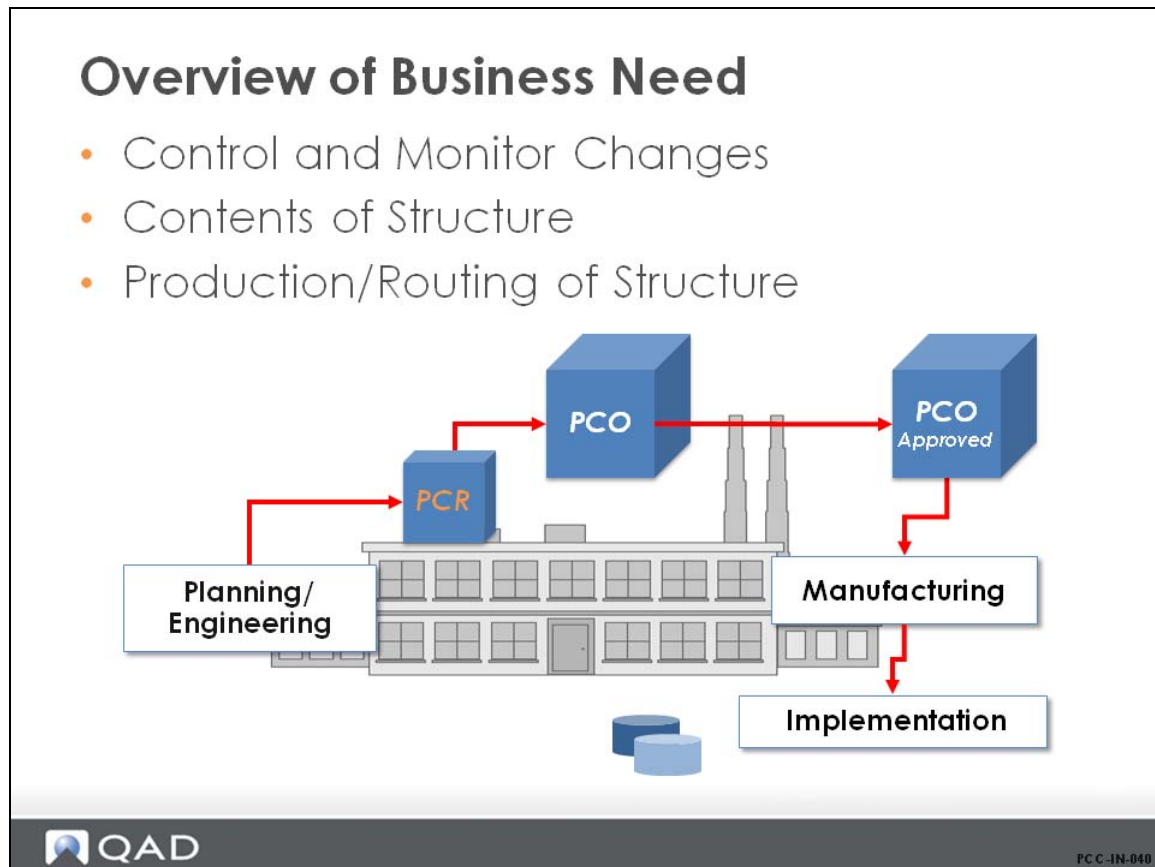 Overview of Business Need
• Control and Monitor Changes
• Contents of Structure
• Production/Routing of Structure
PCO
PCO
Approved
PCR
Planning/
Engineering
Manufacturing
Implementation
QAD
PCC-IN-040